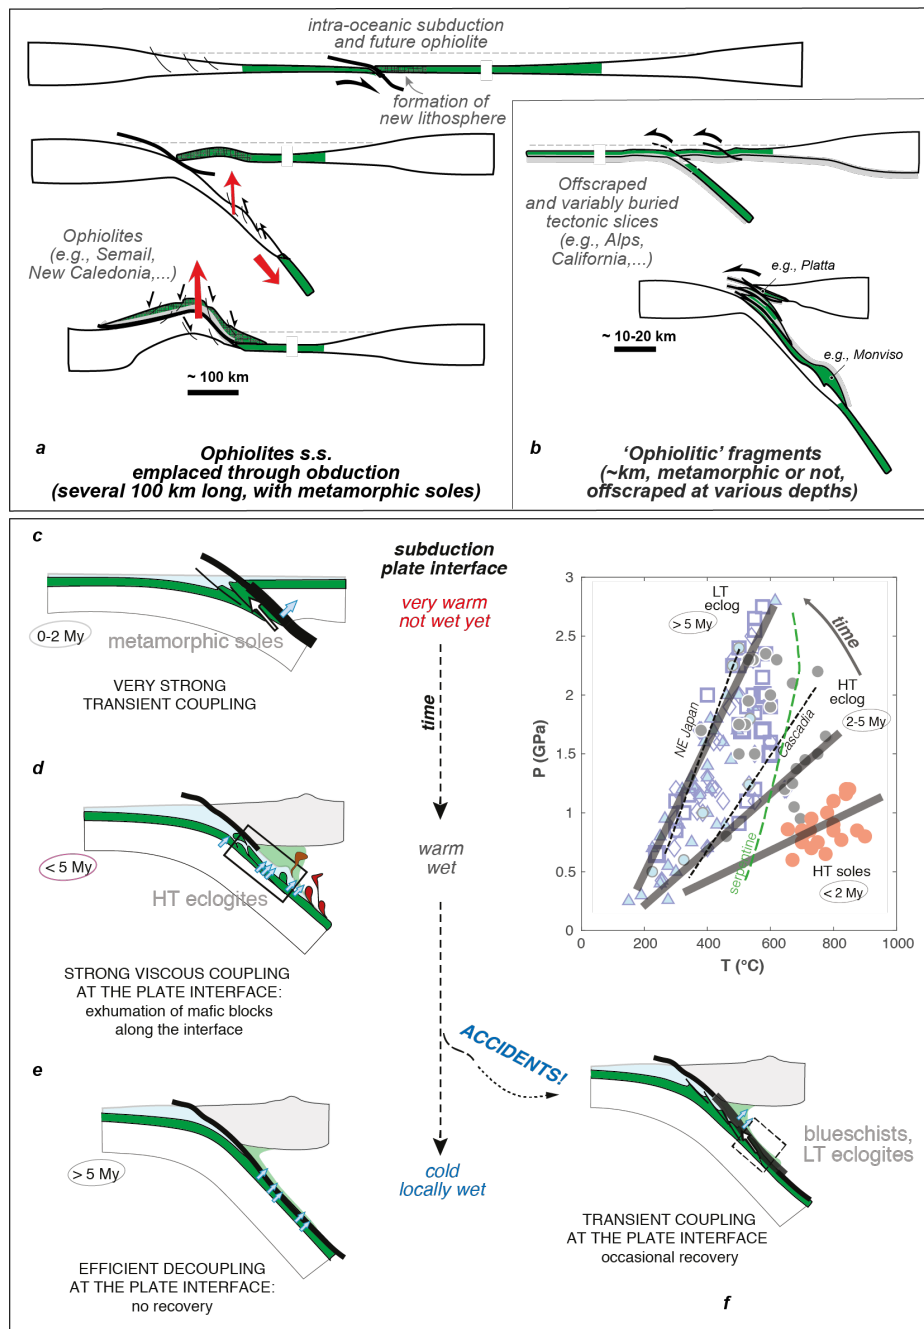 intra-oceanic subduction
and future ophiolite
formation of
new lithosphere
Ophiolites
(e.g., Semail,
New Caledonia,...)
~ 100 km
a
Ophiolites s.s.
emplaced through obduction
(several 100 km long, with metamorphic soles)
Offscraped
and variably buried
tectonic slices
(e.g., Alps,
California,...)
e.g., Platta
~ 10-20 km
e.g., Monviso
b
'Ophiolitic' fragments
(~km, metamorphic or not,
offscraped at various depths)
c
0-2 My
metamorphic soles
VERY STRONG
TRANSIENT COUPLING
subduction
plate interface
very warm
not wet yet
time
d
< 5 My
HT eclogites
STRONG VISCOUS COUPLING
AT THE PLATE INTERFACE:
exhumation of mafic blocks
along the interface
warm
wet
3
2.5
2
1.5
1
0.5
0
P (GPa)
0
200
400
600
800
1000
T (°C)
LT
eclog
> 5 My
time
HT
eclog
2-5 My
NE Japan
Cascadia
serpentine
HT soles
< 2 My
ACCIDENTS!
e
> 5 My
EFFICIENT DECOUPLING
AT THE PLATE INTERFACE:
no recovery
cold
locally wet
blueschists,
LT eclogites
TRANSIENT COUPLING
AT THE PLATE INTERFACE
occasional recovery
f